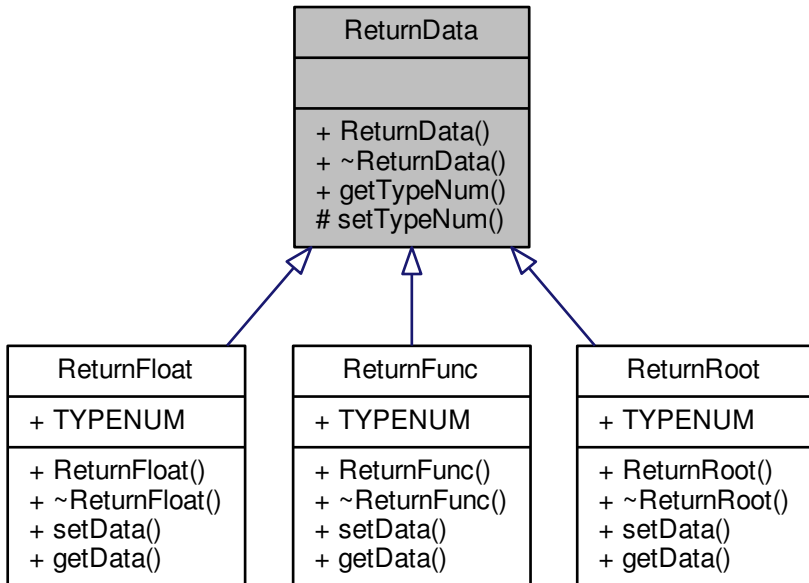 ReturnData
+ ReturnData()
+ ~ReturnData()
+ getTypeNum()
# setTypeNum()
ReturnFloat
+ TYPENUM
+ ReturnFloat()
+ ~ReturnFloat()
+ setData()
+ getData()
ReturnFunc
+ TYPENUM
+ ReturnFunc()
+ ~ReturnFunc()
+ setData()
+ getData()
ReturnRoot
+ TYPENUM
+ ReturnRoot()
+ ~ReturnRoot()
+ setData()
+ getData()